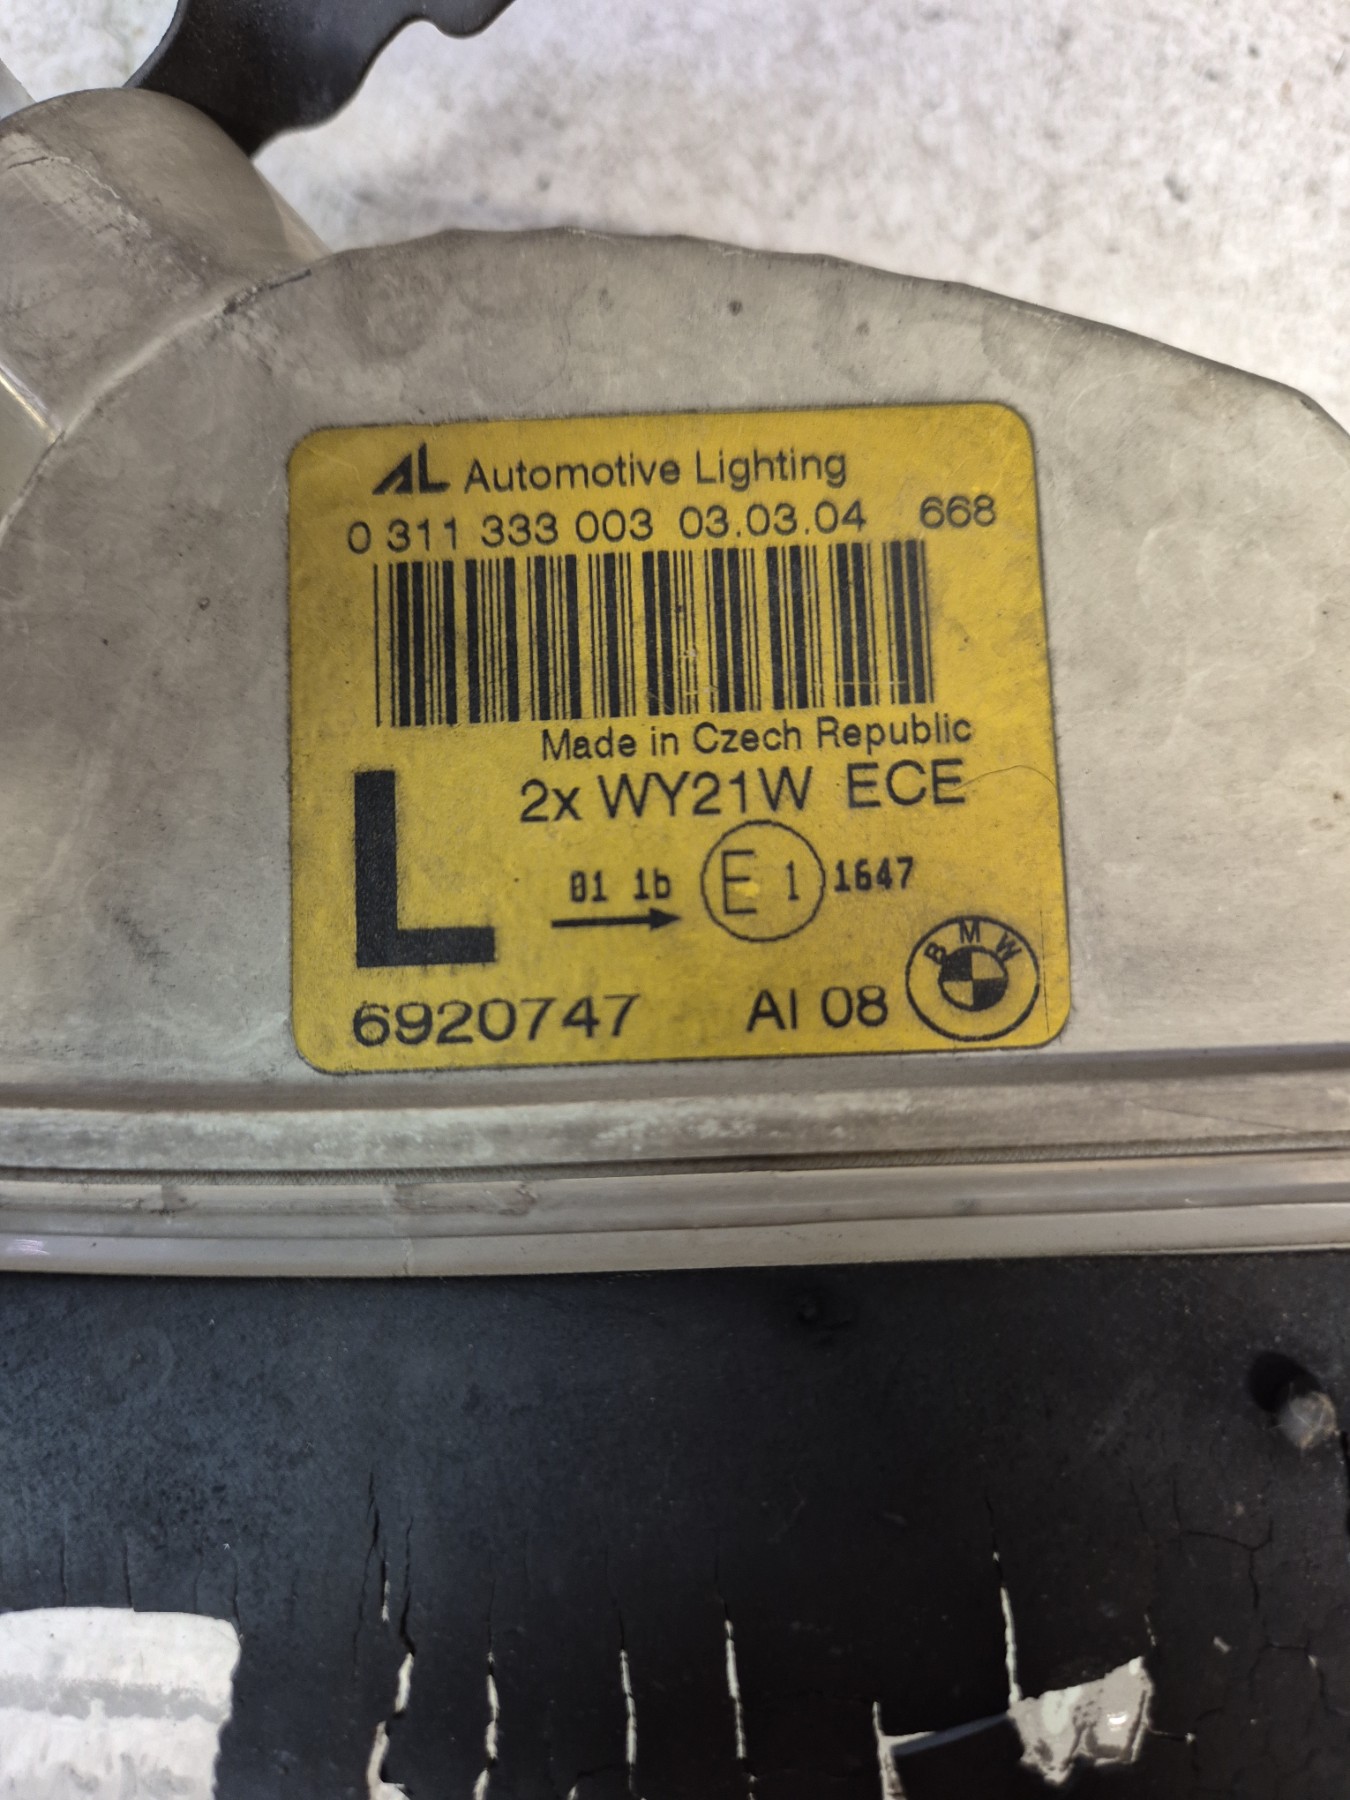 AL Automotive Lighting
0 311 333 003 03.03.04 668
Made in Czech Republic
2x WY21W ECE
L
01 1b E1 1647
BMW
6920747 AI 08